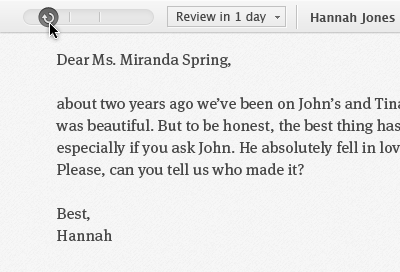 Review in 1 day
Hannah Jones
Dear Ms. Miranda Spring,
about two years ago we've been on John's and Tina
was beautiful. But to be honest, the best thing has
especially if you ask John. He absolutely fell in lov
Please, can you tell us who made it?
Best,
Hannah